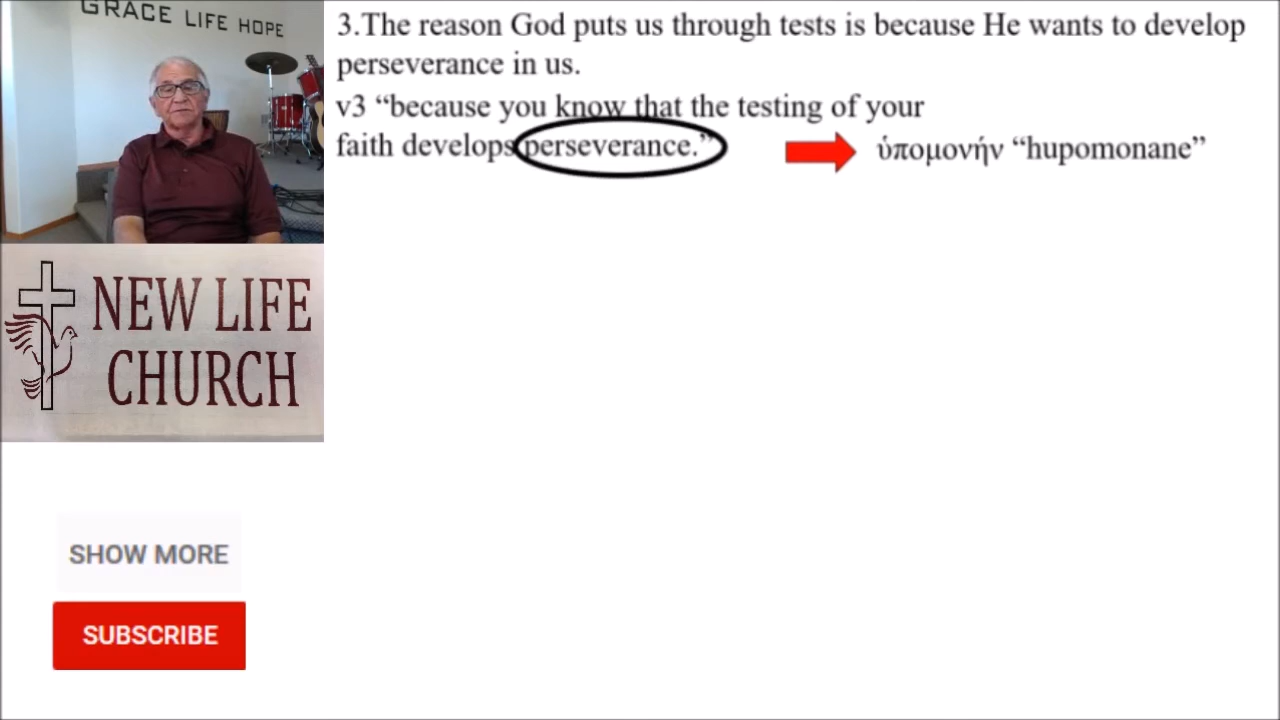 GRACE LIFE HOPE
3.The reason God puts us through tests is because He wants to develop
perseverance in us.
v3 “because you know that the testing of your
faith develops perseverance.”
ὑπομονήν “hupomonane”
NEW LIFE
CHURCH
SHOW MORE
SUBSCRIBE